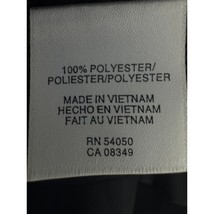 100% POLYESTER/
POLIESTER/POLYESTER
MADE IN VIETNAM
HECHO EN VIETNAM
FAIT AU VIETNAM
RN 54050
CA 08349